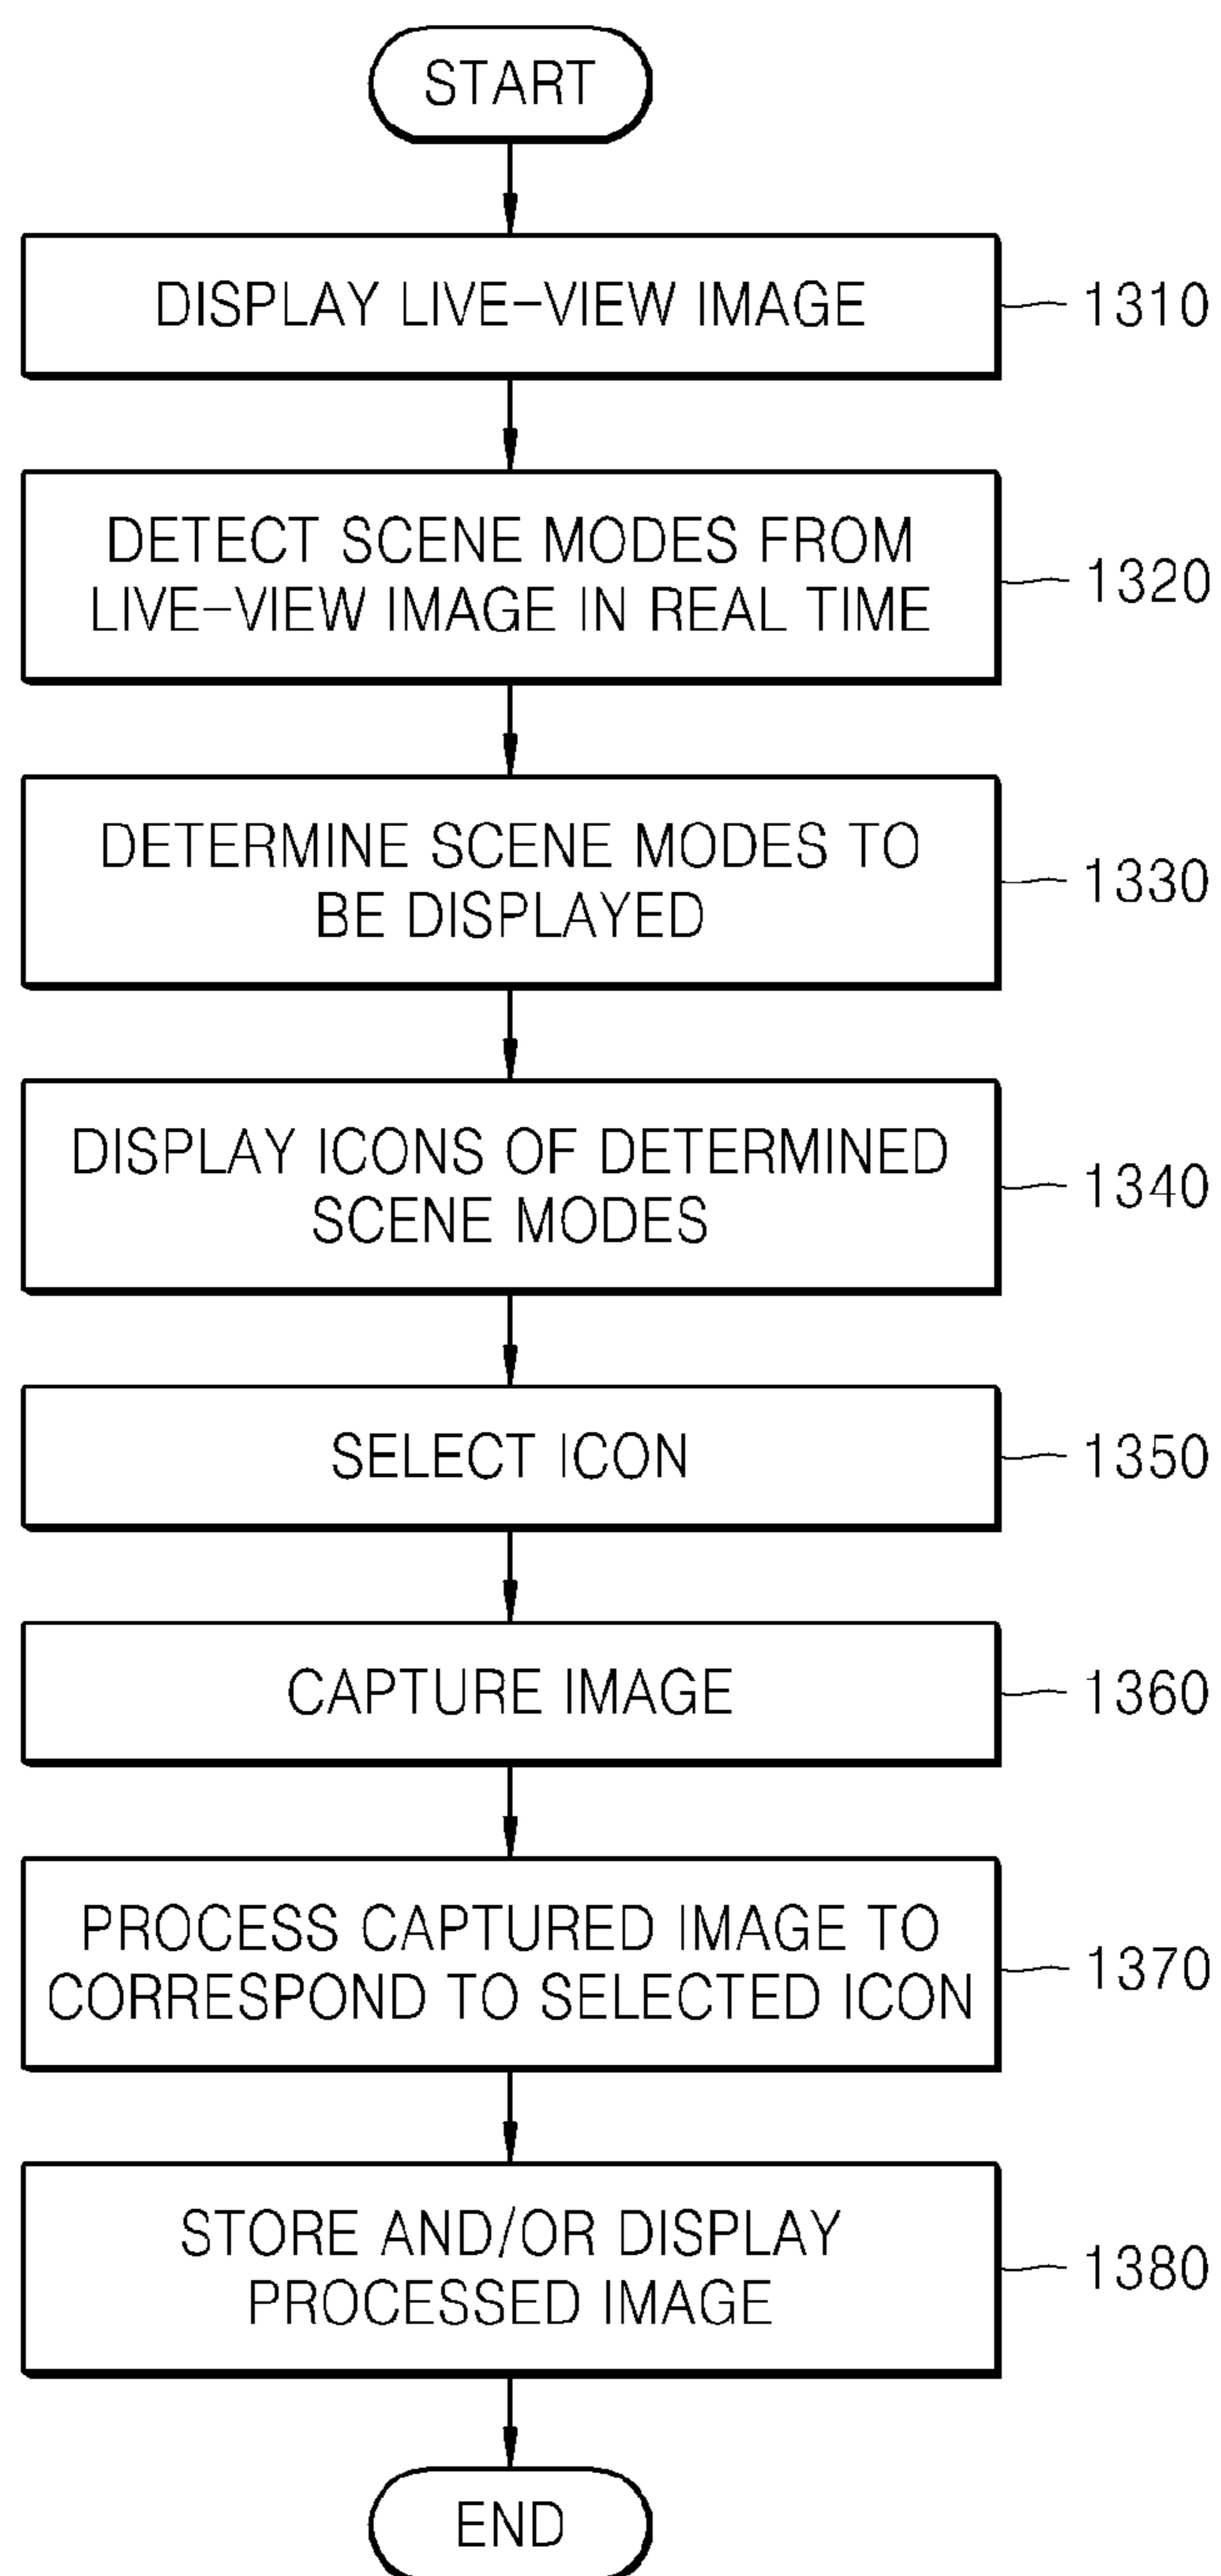 START
DISPLAY LIVE-VIEW IMAGE
1310
DETECT SCENE MODES FROM
LIVE-VIEW IMAGE IN REAL TIME
1320
DETERMINE SCENE MODES TO
BE DISPLAYED
1330
DISPLAY ICONS OF DETERMINED
SCENE MODES
1340
SELECT ICON
1350
CAPTURE IMAGE
1360
PROCESS CAPTURED IMAGE TO
CORRESPOND TO SELECTED ICON
1370
STORE AND/OR DISPLAY
PROCESSED IMAGE
1380
END